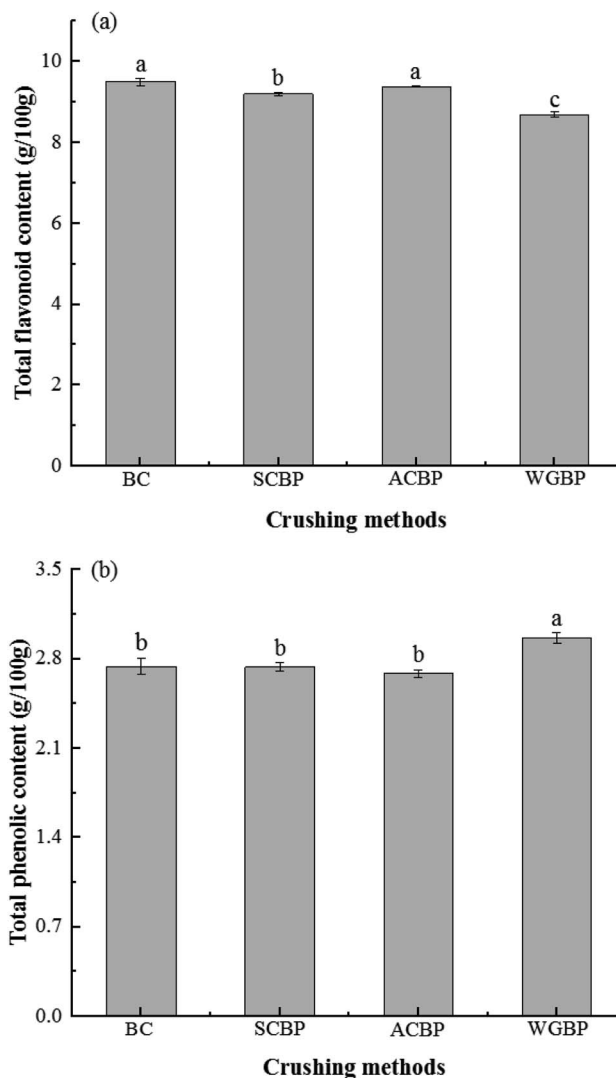 (a)
Total flavonoid content (g/100g)
10
8
6
4
2
0
a
b
a
c
BC
SCBP
ACBP
WGBP
Crushing methods
(b)
Total phenolic content (g/100g)
3.5
2.8
2.1
1.4
0.7
0.0
b
b
b
a
BC
SCBP
ACBP
WGBP
Crushing methods